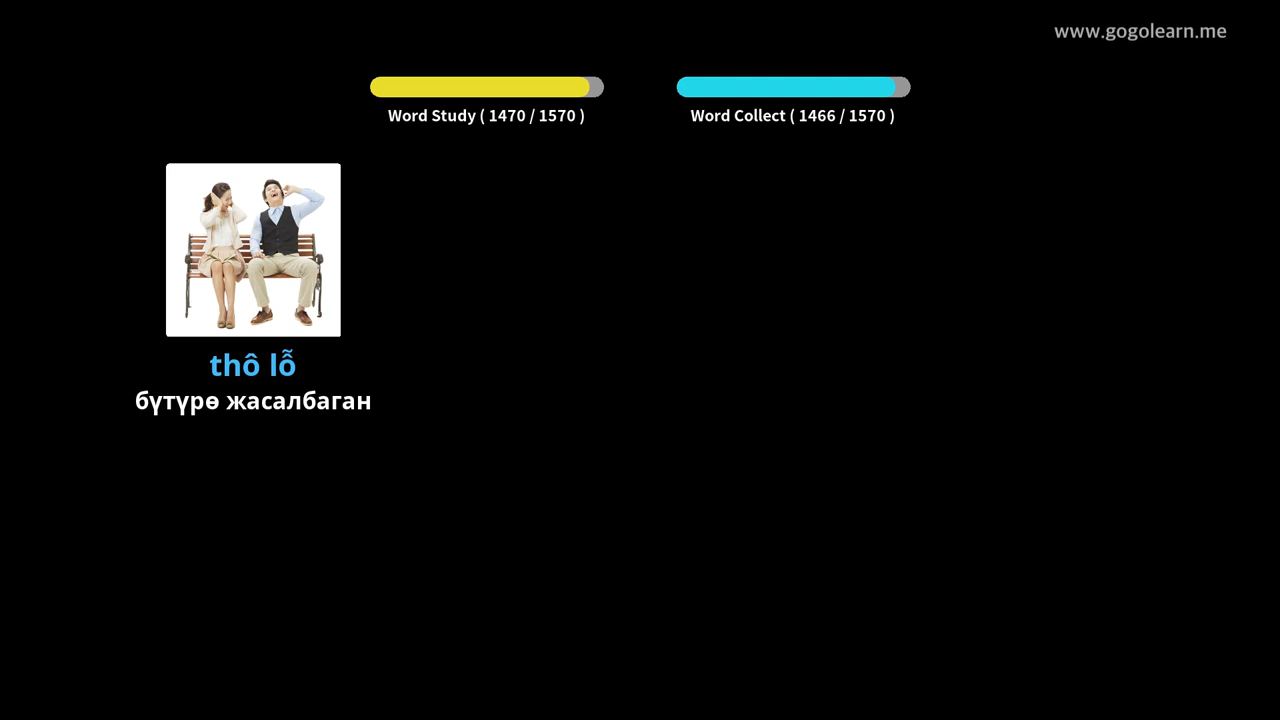 www.gogolearn.me
Word Study ( 1470 / 1570 )
Word Collect ( 1466 / 1570 )
thô lỗ
бүтүрө жасалбаган